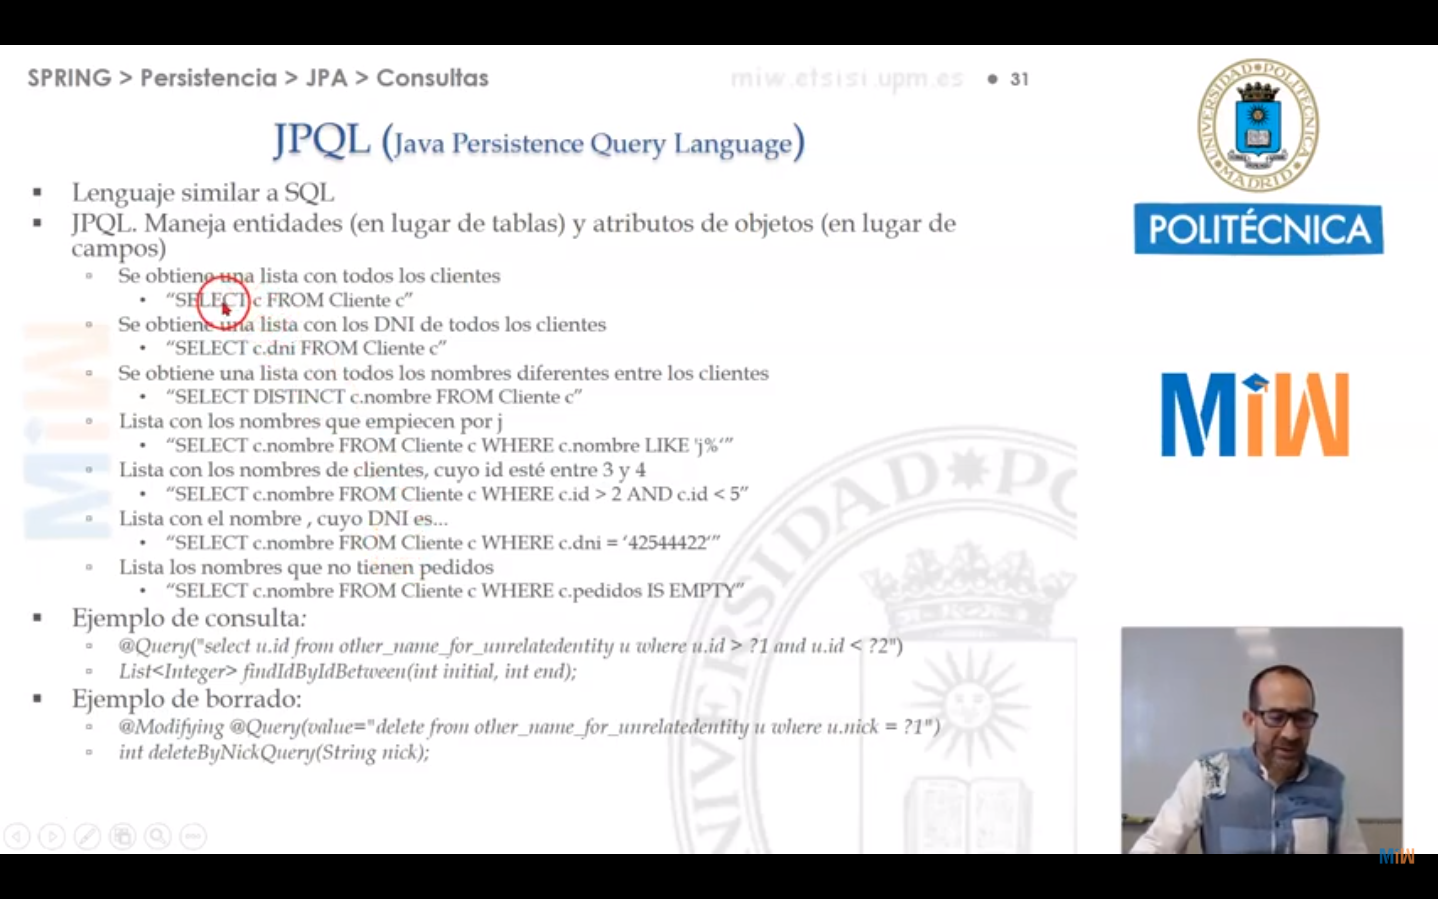 SPRING > Persistencia > JPA > Consultas
miw.etsisi.upm.es ● 31
JPQL (Java Persistence Query Language)
▪ Lenguaje similar a SQL
▪ JPQL. Maneja entidades (en lugar de tablas) y atributos de objetos (en lugar de
campos)
▫ Se obtiene una lista con todos los clientes
• “SELECT c FROM Cliente c”
▫ Se obtiene una lista con los DNI de todos los clientes
• “SELECT c.dni FROM Cliente c”
▫ Se obtiene una lista con todos los nombres diferentes entre los clientes
• “SELECT DISTINCT c.nombre FROM Cliente c”
▫ Lista con los nombres que empiecen por j
• “SELECT c.nombre FROM Cliente c WHERE c.nombre LIKE 'j%‘”
▫ Lista con los nombres de clientes, cuyo id esté entre 3 y 4
• “SELECT c.nombre FROM Cliente c WHERE c.id > 2 AND c.id < 5”
▫ Lista con el nombre , cuyo DNI es...
• “SELECT c.nombre FROM Cliente c WHERE c.dni = ‘42544422‘”
▫ Lista los nombres que no tienen pedidos
• “SELECT c.nombre FROM Cliente c WHERE c.pedidos IS EMPTY”
▪ Ejemplo de consulta:
▫ @Query("select u.id from other_name_for_unrelatedentity u where u.id > ?1 and u.id < ?2")
▫ List<Integer> findIdByIdBetween(int initial, int end);
▪ Ejemplo de borrado:
▫ @Modifying @Query(value="delete from other_name_for_unrelatedentity u where u.nick = ?1")
▫ int deleteByNickQuery(String nick);
MiW
UNIVERSIDAD POLITÉCNICA
MADRID
POLITÉCNICA
MiW
MiW